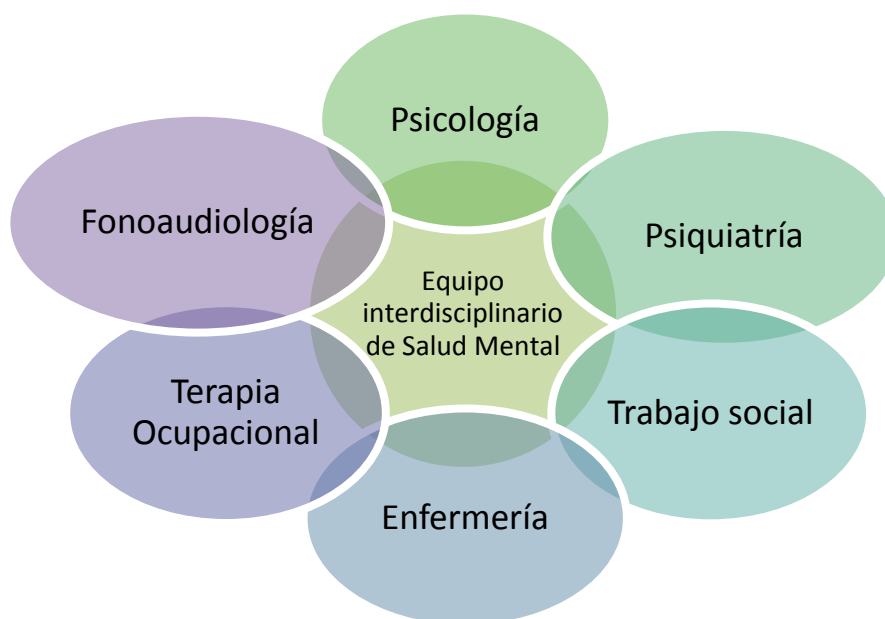 Psicología
Fonoaudiología
Psiquiatría
Equipo
interdisciplinario
de Salud Mental
Terapia
Ocupacional
Trabajo social
Enfermería